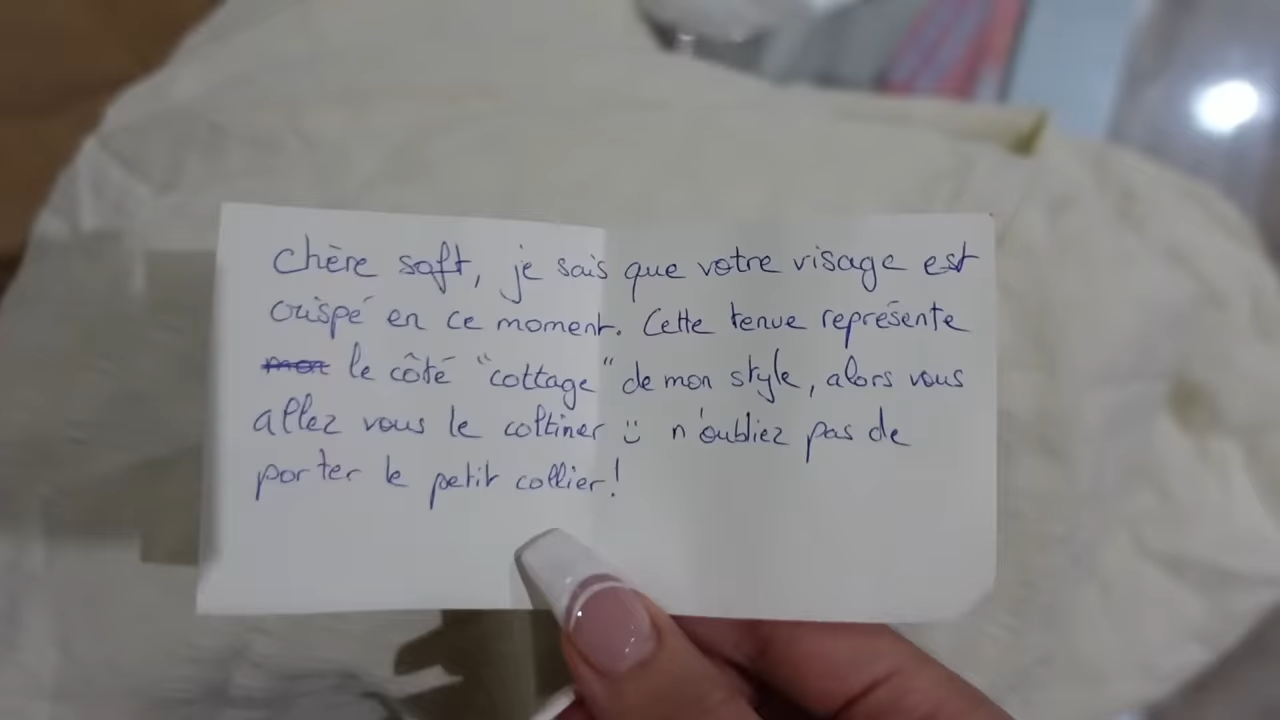 Chère soft, je sais que votre visage est
crispé en ce moment. Cette tenue représente
mon le côté "cottage" de mon style, alors vous
allez vous le coltiner :) n'oubliez pas de
porter le petit collier!